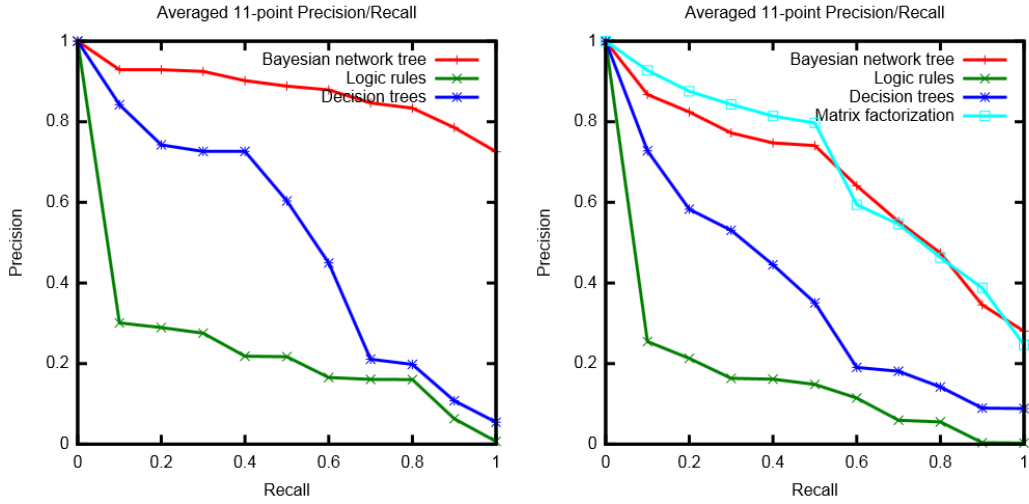 Averaged 11-point Precision/Recall
Bayesian network tree
Logic rules
Decision trees
Precision
1
0.8
0.6
0.4
0.2
0
0 0.2 0.4 0.6 0.8 1
Recall
Averaged 11-point Precision/Recall
Bayesian network tree
Logic rules
Decision trees
Matrix factorization
Precision
1
0.8
0.6
0.4
0.2
0
0 0.2 0.4 0.6 0.8 1
Recall